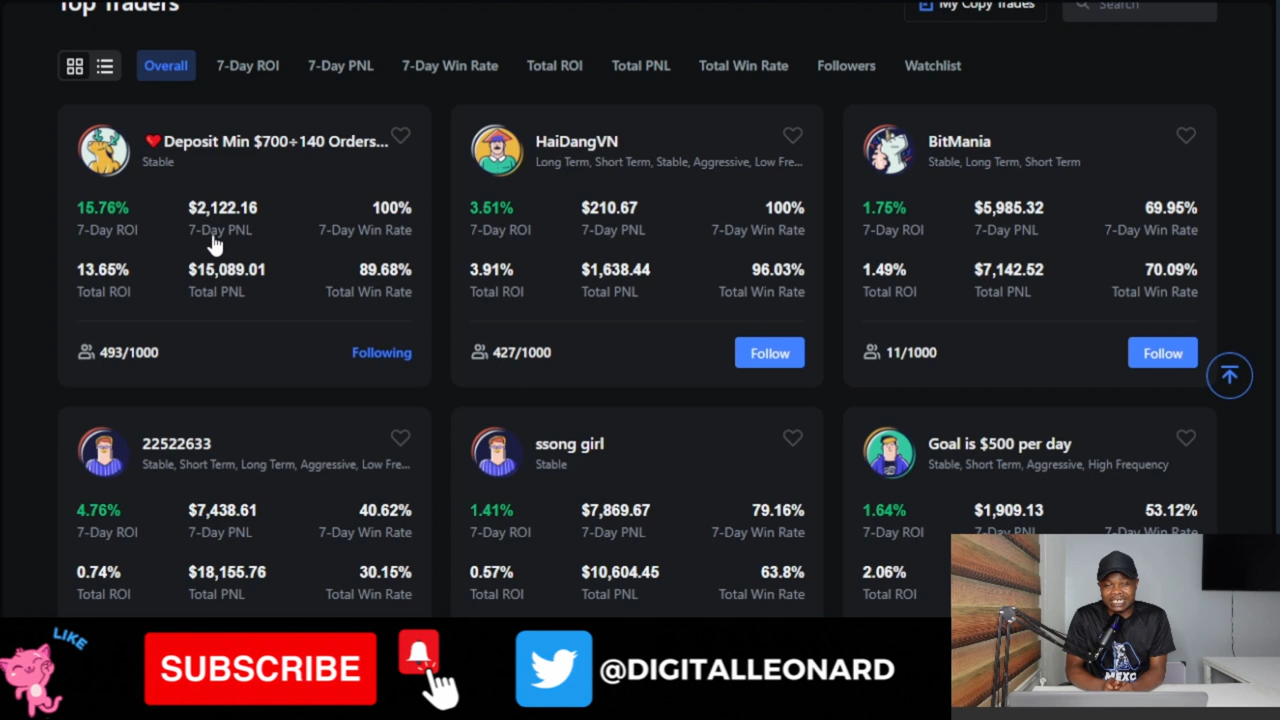 Top Traders
My Copy Trades
Search
Overall
7-Day ROI
7-Day PNL
7-Day Win Rate
Total ROI
Total PNL
Total Win Rate
Followers
Watchlist
Deposit Min $700÷140 Orders...
Stable
15.76% $2,122.16 100%
7-Day ROI 7-Day PNL 7-Day Win Rate
13.65% $15,089.01 89.68%
Total ROI Total PNL Total Win Rate
493/1000 Following
HaiDangVN
Long Term, Short Term, Stable, Aggressive, Low Fre...
3.51% $210.67 100%
7-Day ROI 7-Day PNL 7-Day Win Rate
3.91% $1,638.44 96.03%
Total ROI Total PNL Total Win Rate
427/1000 Follow
BitMania
Stable, Long Term, Short Term
1.75% $5,985.32 69.95%
7-Day ROI 7-Day PNL 7-Day Win Rate
1.49% $7,142.52 70.09%
Total ROI Total PNL Total Win Rate
11/1000 Follow
22522633
Stable, Short Term, Long Term, Aggressive, Low Fre...
4.76% $7,438.61 40.62%
7-Day ROI 7-Day PNL 7-Day Win Rate
0.74% $18,155.76 30.15%
Total ROI Total PNL Total Win Rate
ssong girl
Stable
1.41% $7,869.67 79.16%
7-Day ROI 7-Day PNL 7-Day Win Rate
0.57% $10,604.45 63.8%
Total ROI Total PNL Total Win Rate
Goal is $500 per day
Stable, Short Term, Aggressive, High Frequency
1.64% $1,909.13 53.12%
7-Day ROI 7-Day PNL 7-Day Win Rate
2.06%
Total ROI
MEXC
LIKE
SUBSCRIBE
@DIGITALLEONARD